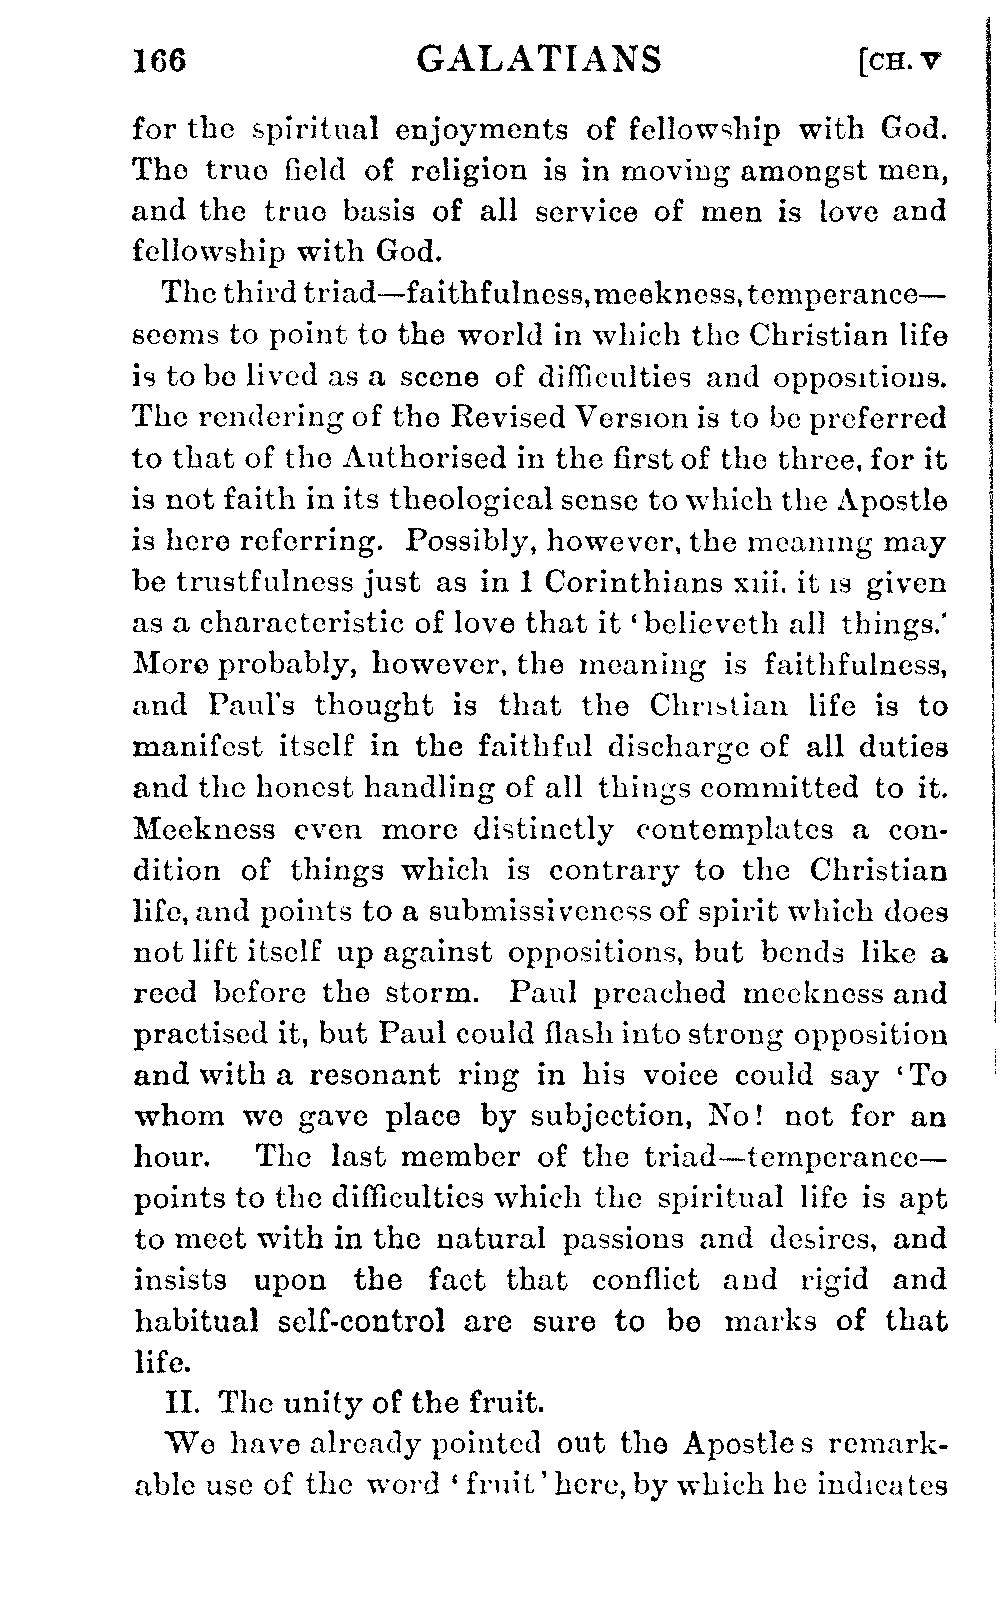 166 GALATIANS [CH. V
for the spiritual enjoyments of fellowship with God.
The true field of religion is in moving amongst men,
and the true basis of all service of men is love and
fellowship with God.
The third triad—faithfulness, meekness, temperance—
seems to point to the world in which the Christian life
is to be lived as a scene of difficulties and oppositions.
The rendering of the Revised Version is to be preferred
to that of the Authorised in the first of the three, for it
is not faith in its theological sense to which the Apostle
is here referring. Possibly, however, the meaning may
be trustfulness just as in 1 Corinthians xiii. it is given
as a characteristic of love that it ‘believeth all things.’
More probably, however, the meaning is faithfulness,
and Paul's thought is that the Christian life is to
manifest itself in the faithful discharge of all duties
and the honest handling of all things committed to it.
Meekness even more distinctly contemplates a con-
dition of things which is contrary to the Christian
life, and points to a submissiveness of spirit which does
not lift itself up against oppositions, but bends like a
reed before the storm. Paul preached meekness and
practised it, but Paul could flash into strong opposition
and with a resonant ring in his voice could say ‘To
whom we gave place by subjection, No! not for an
hour. The last member of the triad—temperance—
points to the difficulties which the spiritual life is apt
to meet with in the natural passions and desires, and
insists upon the fact that conflict and rigid and
habitual self-control are sure to be marks of that
life.
II. The unity of the fruit.
We have already pointed out the Apostle s remark-
able use of the word ‘fruit’ here, by which he indicates